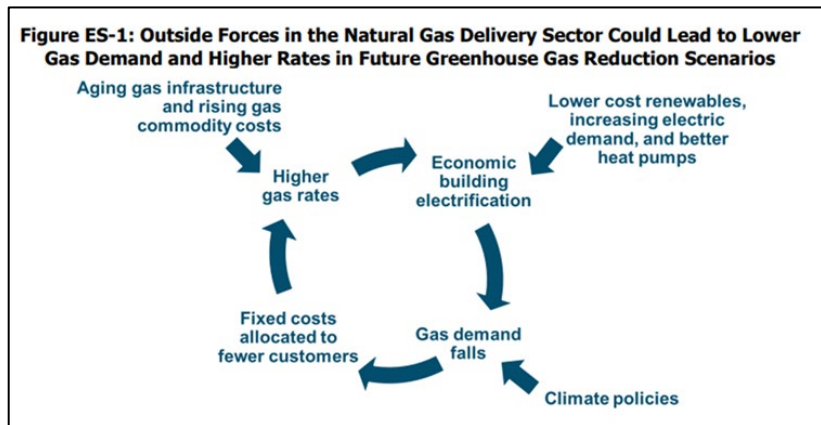 Figure ES-1: Outside Forces in the Natural Gas Delivery Sector Could Lead to Lower
Gas Demand and Higher Rates in Future Greenhouse Gas Reduction Scenarios
Aging gas infrastructure
and rising gas
commodity costs
Lower cost renewables,
increasing electric
demand, and better
heat pumps
Higher
gas rates
Economic
building
electrification
Fixed costs
allocated to
fewer customers
Gas demand
falls
Climate policies